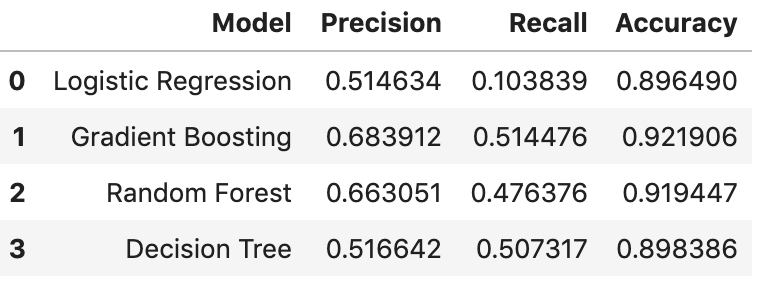 Model Precision Recall Accuracy
0 Logistic Regression 0.514634 0.103839 0.896490
1 Gradient Boosting 0.683912 0.514476 0.921906
2 Random Forest 0.663051 0.476376 0.919447
3 Decision Tree 0.516642 0.507317 0.898386